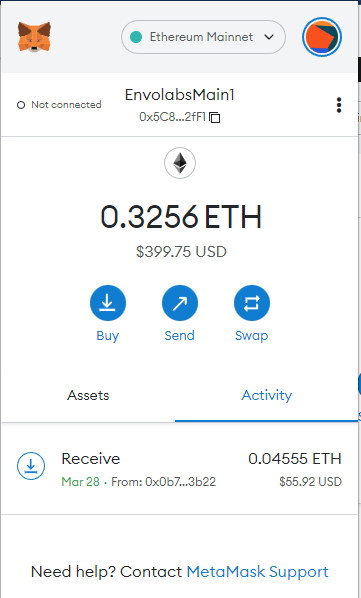 Ethereum Mainnet
Not connected
EnvolabsMain1
0x5C8...2fF1
0.3256 ETH
$399.75 USD
Buy Send Swap
Assets Activity
Receive 0.04555 ETH
Mar 28 · From: 0x0b7...3b22 $55.92 USD
Need help? Contact MetaMask Support